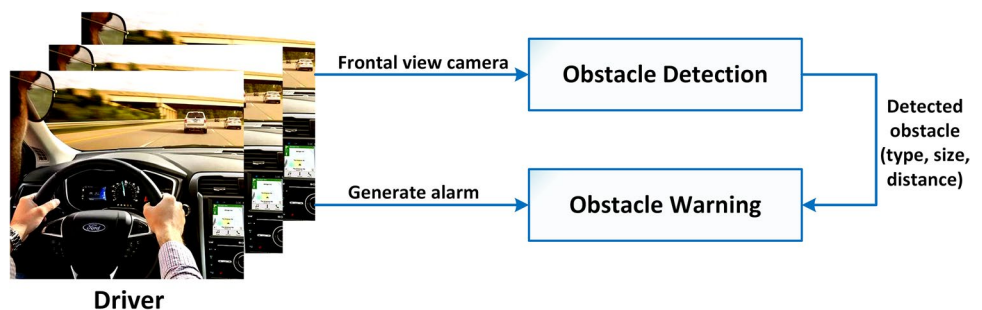 Frontal view camera
Obstacle Detection
Detected
obstacle
(type, size,
distance)
Generate alarm
Obstacle Warning
Ford
Driver